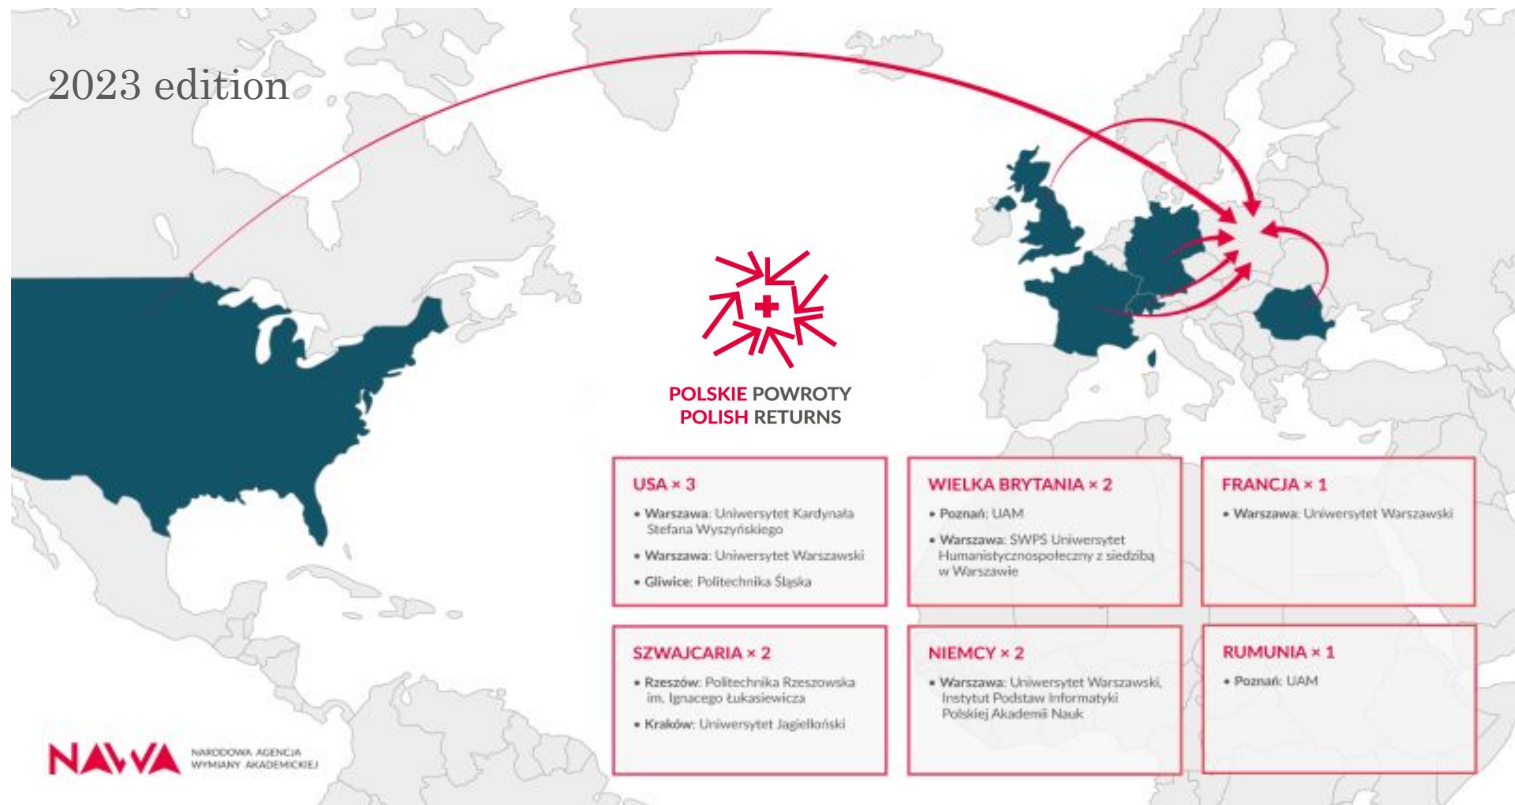 2023 edition
POLSKIE POWROTY
POLISH RETURNS
USA × 3
• Warszawa: Uniwersytet Kardynała
Stefana Wyszyńskiego
• Warszawa: Uniwersytet Warszawski
• Gliwice: Politechnika Śląska
WIELKA BRYTANIA × 2
• Poznań: UAM
• Warszawa: SWPS Uniwersytet
Humanistycznospołeczny z siedzibą
w Warszawie
FRANCJA × 1
• Warszawa: Uniwersytet Warszawski
SZWAJCARIA × 2
• Rzeszów: Politechnika Rzeszowska
im. Ignacego Łukasiewicza
• Kraków: Uniwersytet Jagielloński
NIEMCY × 2
• Warszawa: Uniwersytet Warszawski,
Instytut Podstaw Informatyki
Polskiej Akademii Nauk
RUMUNIA × 1
• Poznań: UAM
NAWA
NARODOWA AGENCJA
WYMIANY AKADEMICKIEJ